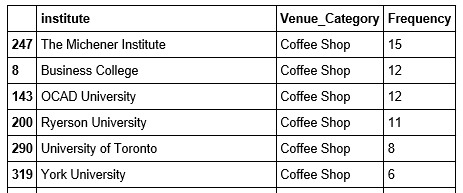 institute Venue_Category Frequency
247 The Michener Institute Coffee Shop 15
8 Business College Coffee Shop 12
143 OCAD University Coffee Shop 12
200 Ryerson University Coffee Shop 11
290 University of Toronto Coffee Shop 8
319 York University Coffee Shop 6